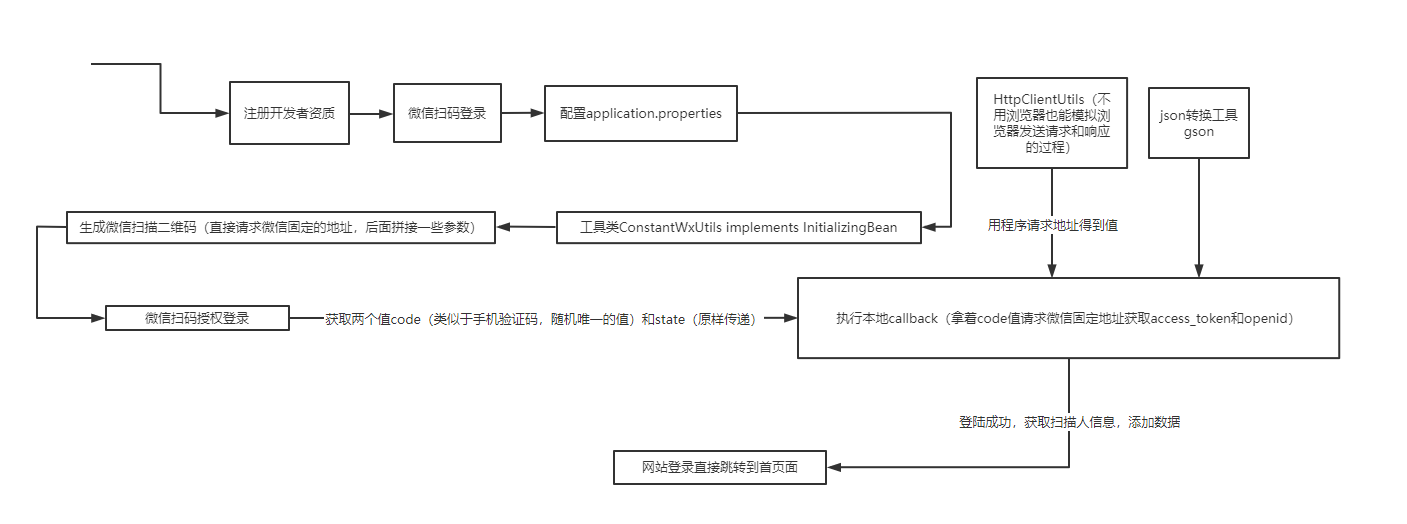 注册开发者资质
微信扫码登录
配置application.properties
HttpClientUtils（不
用浏览器也能模拟浏
览器发送请求和响应
的过程）
json转换工具
gson
生成微信扫描二维码（直接请求微信固定的地址，后面拼接一些参数）
工具类ConstantWxUtils implements InitializingBean
用程序请求地址得到值
微信扫码授权登录
获取两个值code（类似于手机验证码，随机唯一的值）和state（原样传递）
执行本地callback（拿着code值请求微信固定地址获取access_token和openid）
登陆成功，获取扫描人信息，添加数据
网站登录直接跳转到首页面